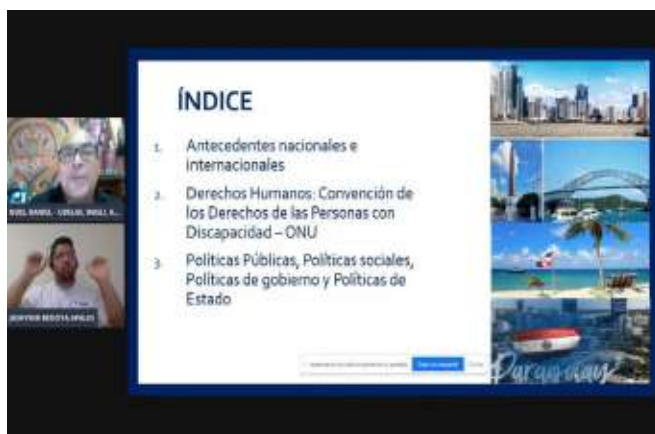 ÍNDICE
1. Antecedentes nacionales e
internacionales
2. Derechos Humanos: Convención de
los Derechos de las Personas con
Discapacidad – ONU
3. Políticas Públicas, Políticas sociales,
Políticas de gobierno y Políticas de
Estado
Paraguay